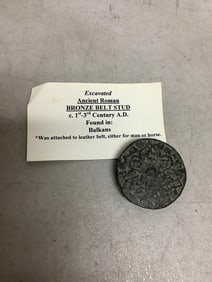 Excavated
Ancient Roman
BRONZE BELT STUD
c. 1st-3rd Century A.D.
Found in:
Balkans
*Was attached to leather belt, either for man or horse.